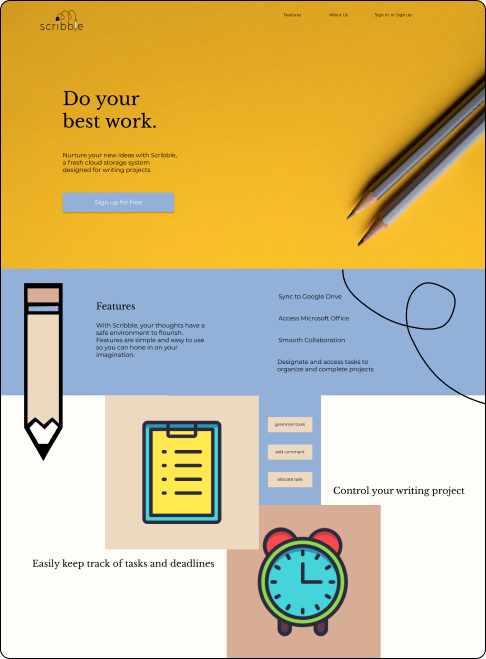 scribble
Features
About Us
Sign in or Sign up
Do your
best work.
Nurture your new ideas with Scribble,
a fresh cloud storage system
designed for writing projects
Sign up for free
Features
With Scribble, your thoughts have a
safe environment to flourish.
Features are simple and easy to use
so you can hone in on your
imagination.
Sync to Google Drive
Access Microsoft Office
Smooth Collaboration
Designate and access tasks to
organize and complete projects
grammar tools
add comment
allocate task
Control your writing project
Easily keep track of tasks and deadlines